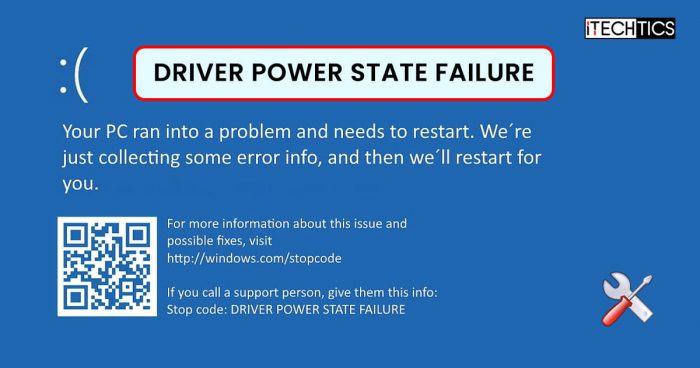 iTECHTICS
:(
DRIVER POWER STATE FAILURE
Your PC ran into a problem and needs to restart. We´re
just collecting some error info, and then we´ll restart for
you.
For more information about this issue and
possible fixes, visit
http://windows.com/stopcode
If you call a support person, give them this info:
Stop code: DRIVER POWER STATE FAILURE